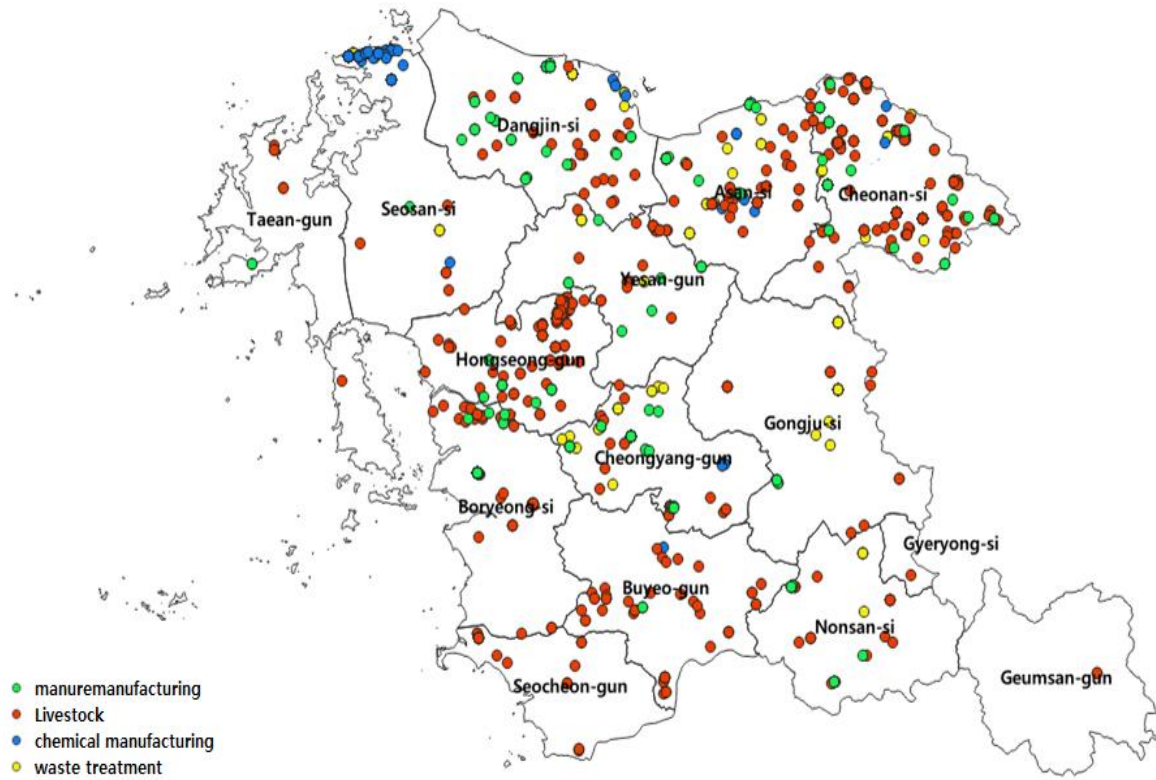 Dangjin-si
Asan-si
Cheonan-si
Seosan-si
Taean-gun
Yesan-gun
Hongseong-gun
Gongju-si
Cheongyang-gun
Boryeong-si
Gyeryong-si
Buyeo-gun
Nonsan-si
Seocheon-gun
Geumsan-gun
manuremanufacturing
Livestock
chemical manufacturing
waste treatment